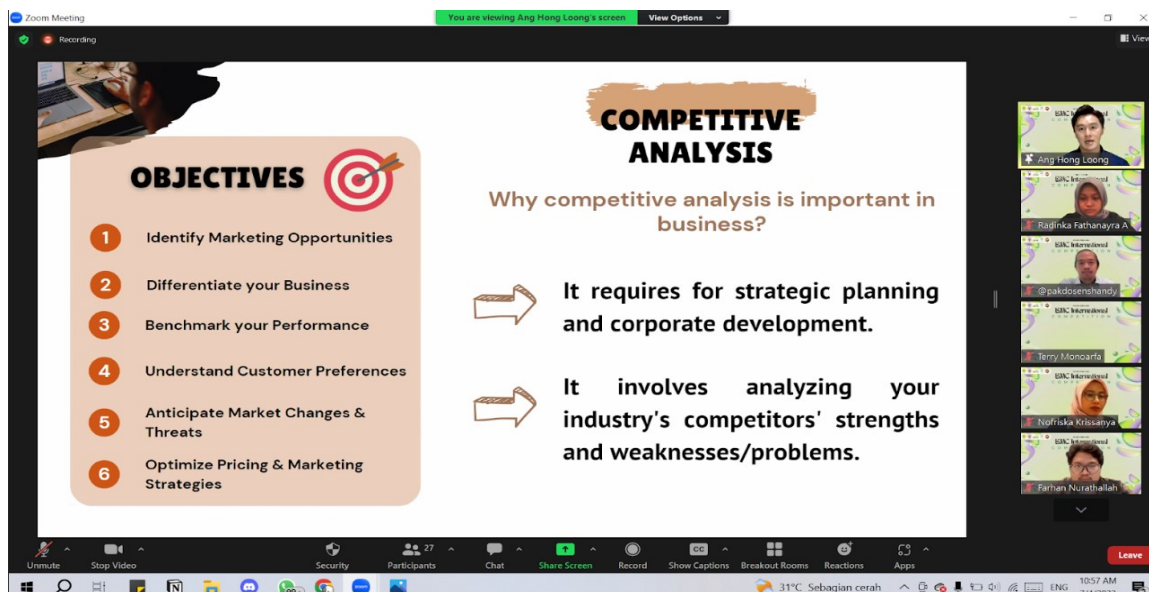 Zoom Meeting
You are viewing Ang Hong Loong's screen
View Options
Recording
View
OBJECTIVES
1 Identify Marketing Opportunities
2 Differentiate your Business
3 Benchmark your Performance
4 Understand Customer Preferences
5 Anticipate Market Changes &
Threats
6 Optimize Pricing & Marketing
Strategies
COMPETITIVE
ANALYSIS
Why competitive analysis is important in
business?
It requires for strategic planning
and corporate development.
It involves analyzing your
industry's competitors' strengths
and weaknesses/problems.
Ang Hong Loong
Radinka Fathanayra A
@pakdosenshandy
Terry Monoarfa
Nofriska Krissanya
Farhan Nurathallah
Unmute
Stop Video
Security
27
Participants
Chat
Share Screen
Record
CC
Show Captions
Breakout Rooms
Reactions
Apps
Leave
31°C Sebagian cerah
ENG
10:57 AM